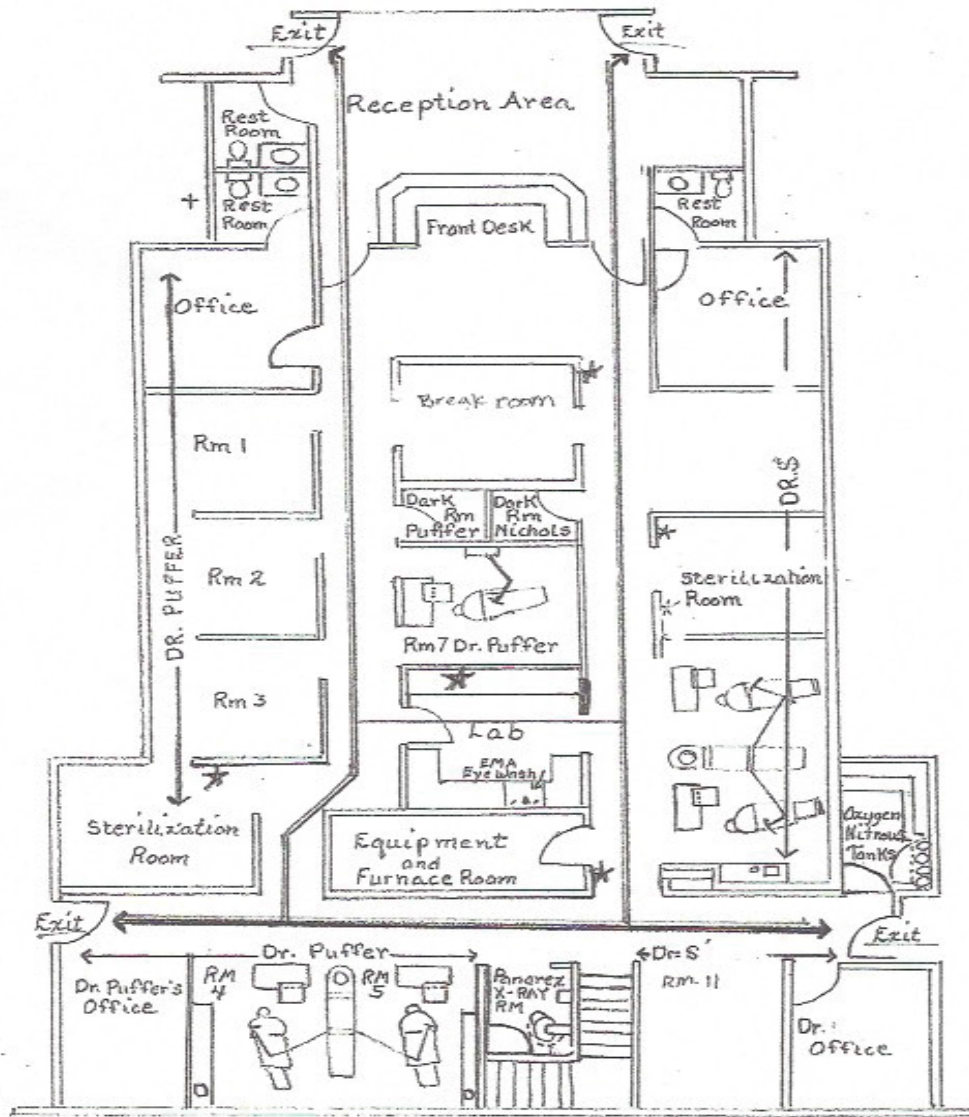 Exit
Exit
Reception Area
Rest
Room
Rest
Room
Rest
Room
Front Desk
Office
Office
Break room
Rm 1
Dark
Rm
Puffer
Dark
Rm
Nichols
DR. PUFFER
DR.S'
Rm 2
Sterilization
Room
Rm7 Dr. Puffer
Rm 3
Lab
EMA
Eyewash
Sterilization
Room
Equipment
and
Furnace Room
Oxygen
Nitrous
Tanks
Exit
Exit
Dr. Puffer
Dr. S'
Dr. Puffer's
Office
RM
4
RM
5
Panarex
X-RAY
RM
RM-11
Dr.
Office